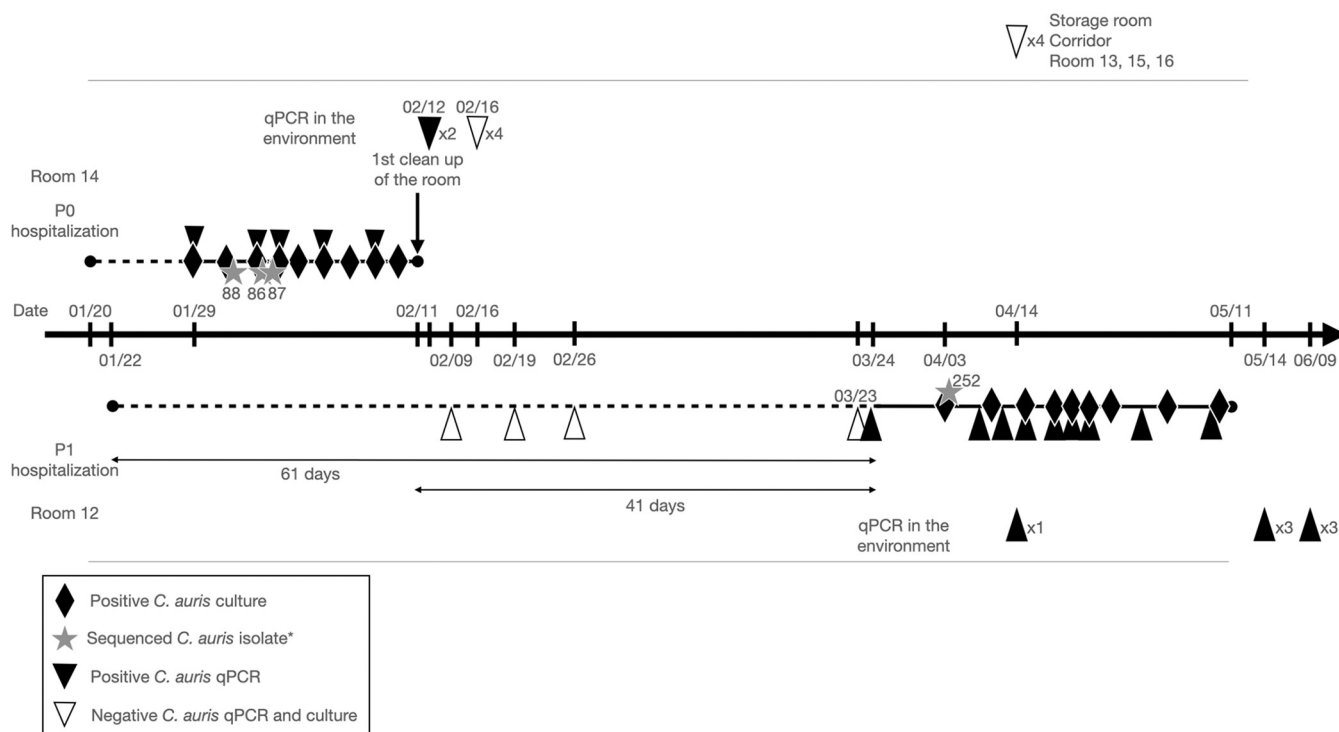 Storage room
x4 Corridor
Room 13, 15, 16
02/12 02/16
qPCR in the
environment
x2 x4
1st clean up
of the room
Room 14
P0
hospitalization
88 86 87
Date 01/20 01/29 02/11 02/16 04/14 05/11
01/22 02/09 02/19 02/26 03/24 04/03 05/14 06/09
252
03/23
P1
hospitalization
61 days
41 days
Room 12
qPCR in the
environment
x1 x3 x3
Positive C. auris culture
Sequenced C. auris isolate*
Positive C. auris qPCR
Negative C. auris qPCR and culture